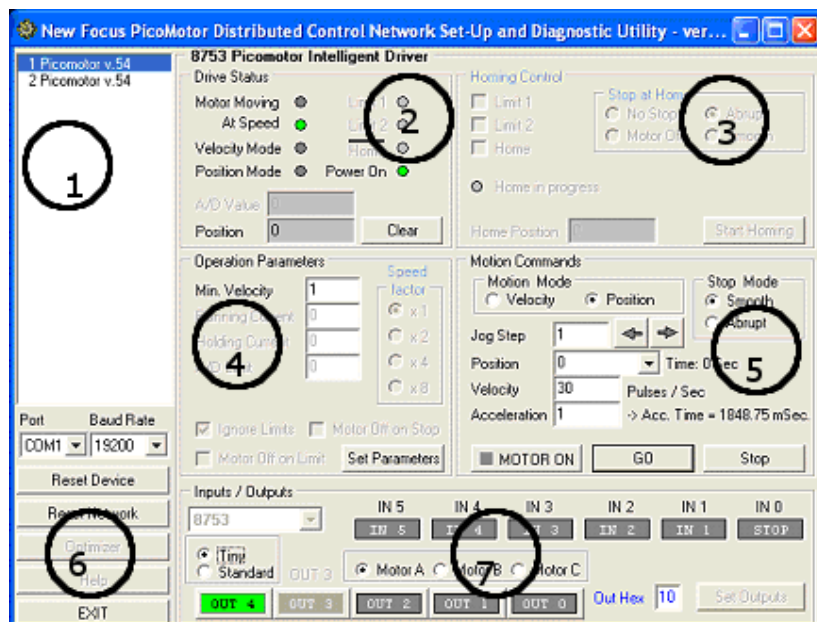 New Focus PicoMotor Distributed Control Network Set-Up and Diagnostic Utility - ver...
1 Picomotor v.54
2 Picomotor v.54
1
Port
Baud Rate
COM1
19200
Reset Device
Reset Network
Optimizer
Help
EXIT
6
8753 Picomotor Intelligent Driver
Drive Status
Motor Moving
Limit 1
At Speed
Limit 2
Velocity Mode
Home
Position Mode
Power On
2
A/D Value
0
Position
0
Clear
Homing Control
Limit 1
Limit 2
Home
Stop at Home
No Stop
Abrupt
Motor Off
Smooth
3
Home in progress
Home Position
Start Homing
Operation Parameters
Min. Velocity
1
Running Current
0
Holding Current
0
0
4
Speed
factor
x 1
x 2
x 4
x 8
Ignore Limits
Motor Off on Stop
Motor Off on Limit
Set Parameters
Motion Commands
Motion Mode
Velocity
Position
Stop Mode
Smooth
Abrupt
5
Jog Step
1
Position
0
Time: 0 Sec
Velocity
30
Pulses / Sec
Acceleration
1
-> Acc. Time = 1848.75 mSec.
MOTOR ON
GO
Stop
Inputs / Outputs
8753
IN 5
IN 4
IN 3
IN 2
IN 1
IN 0
IN 5
IN 4
IN 3
IN 2
IN 1
STOP
Tiny
Standard
OUT 3
Motor A
Motor B
Motor C
7
OUT 4
OUT 3
OUT 2
OUT 1
OUT 0
Out Hex
10
Set Outputs